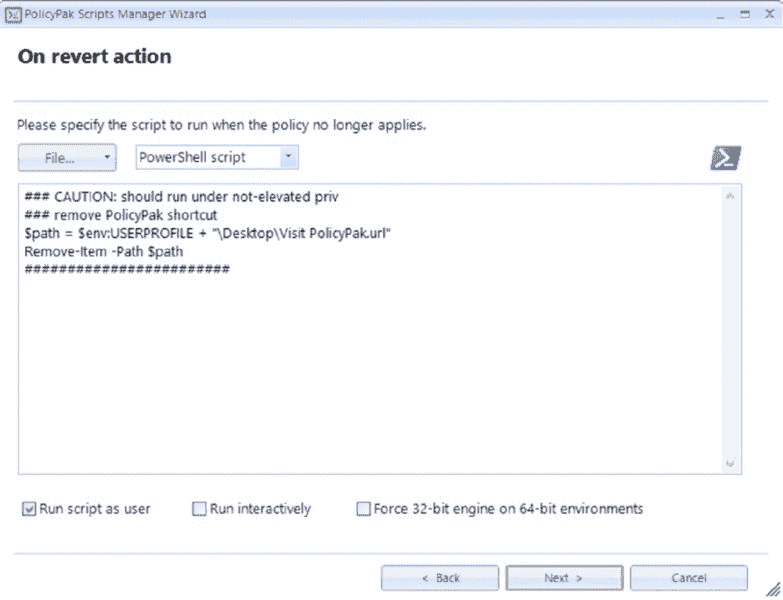 PolicyPak Scripts Manager Wizard
On revert action
Please specify the script to run when the policy no longer applies.
File... PowerShell script
### CAUTION: should run under not-elevated priv
### remove PolicyPak shortcut
$path = $env:USERPROFILE + "\Desktop\Visit PolicyPak.url"
Remove-Item -Path $path
########################
Run script as user Run interactively Force 32-bit engine on 64-bit environments
< Back Next > Cancel